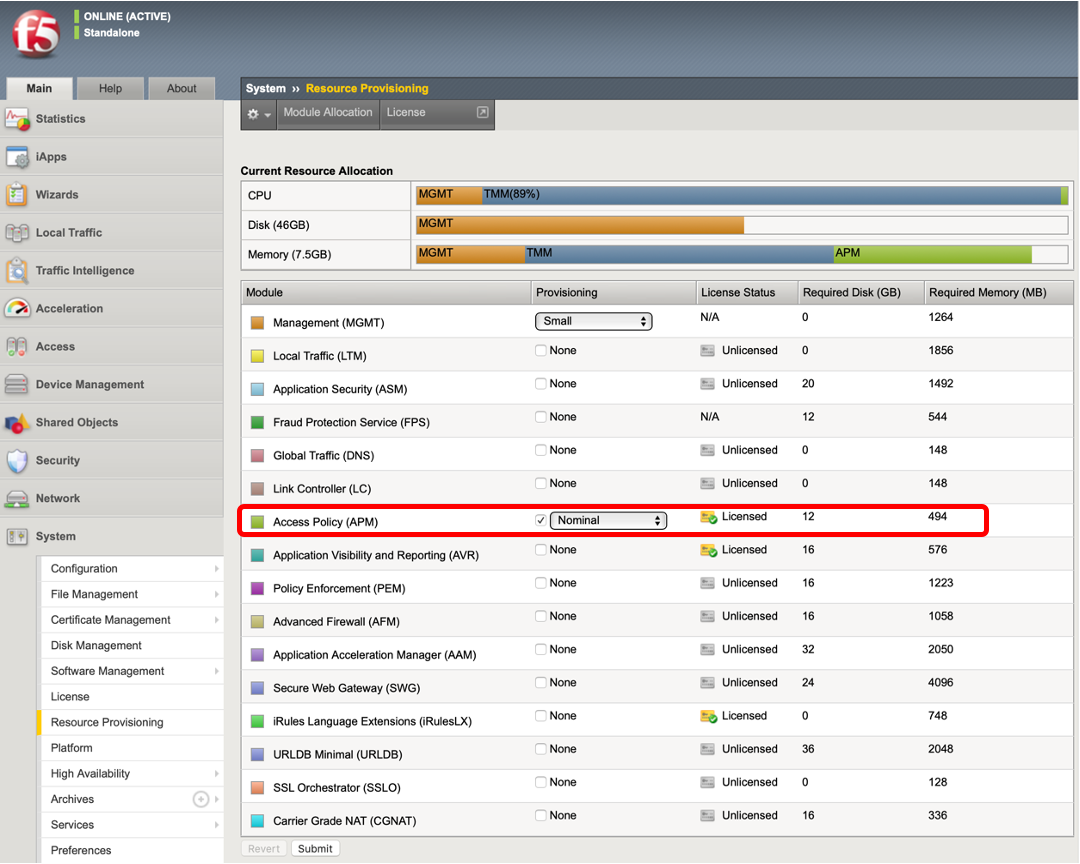 f5
ONLINE (ACTIVE)
Standalone
Main Help About
System ›› Resource Provisioning
Module Allocation License
Statistics
iApps
Wizards
Local Traffic
Traffic Intelligence
Acceleration
Access
Device Management
Shared Objects
Security
Network
System
Configuration
File Management
Certificate Management
Disk Management
Software Management
License
Resource Provisioning
Platform
High Availability
Archives
Services
Preferences
Current Resource Allocation
CPU MGMT TMM(89%)
Disk (46GB) MGMT
Memory (7.5GB) MGMT TMM APM
Module Provisioning License Status Required Disk (GB) Required Memory (MB)
Management (MGMT) Small N/A 0 1264
Local Traffic (LTM) None Unlicensed 0 1856
Application Security (ASM) None Unlicensed 20 1492
Fraud Protection Service (FPS) None N/A 12 544
Global Traffic (DNS) None Unlicensed 0 148
Link Controller (LC) None Unlicensed 0 148
Access Policy (APM) Nominal Licensed 12 494
Application Visibility and Reporting (AVR) None Licensed 16 576
Policy Enforcement (PEM) None Unlicensed 16 1223
Advanced Firewall (AFM) None Unlicensed 16 1058
Application Acceleration Manager (AAM) None Unlicensed 32 2050
Secure Web Gateway (SWG) None Unlicensed 24 4096
iRules Language Extensions (iRulesLX) None Licensed 0 748
URLDB Minimal (URLDB) None Unlicensed 36 2048
SSL Orchestrator (SSLO) None Unlicensed 0 128
Carrier Grade NAT (CGNAT) None Unlicensed 16 336
Revert Submit